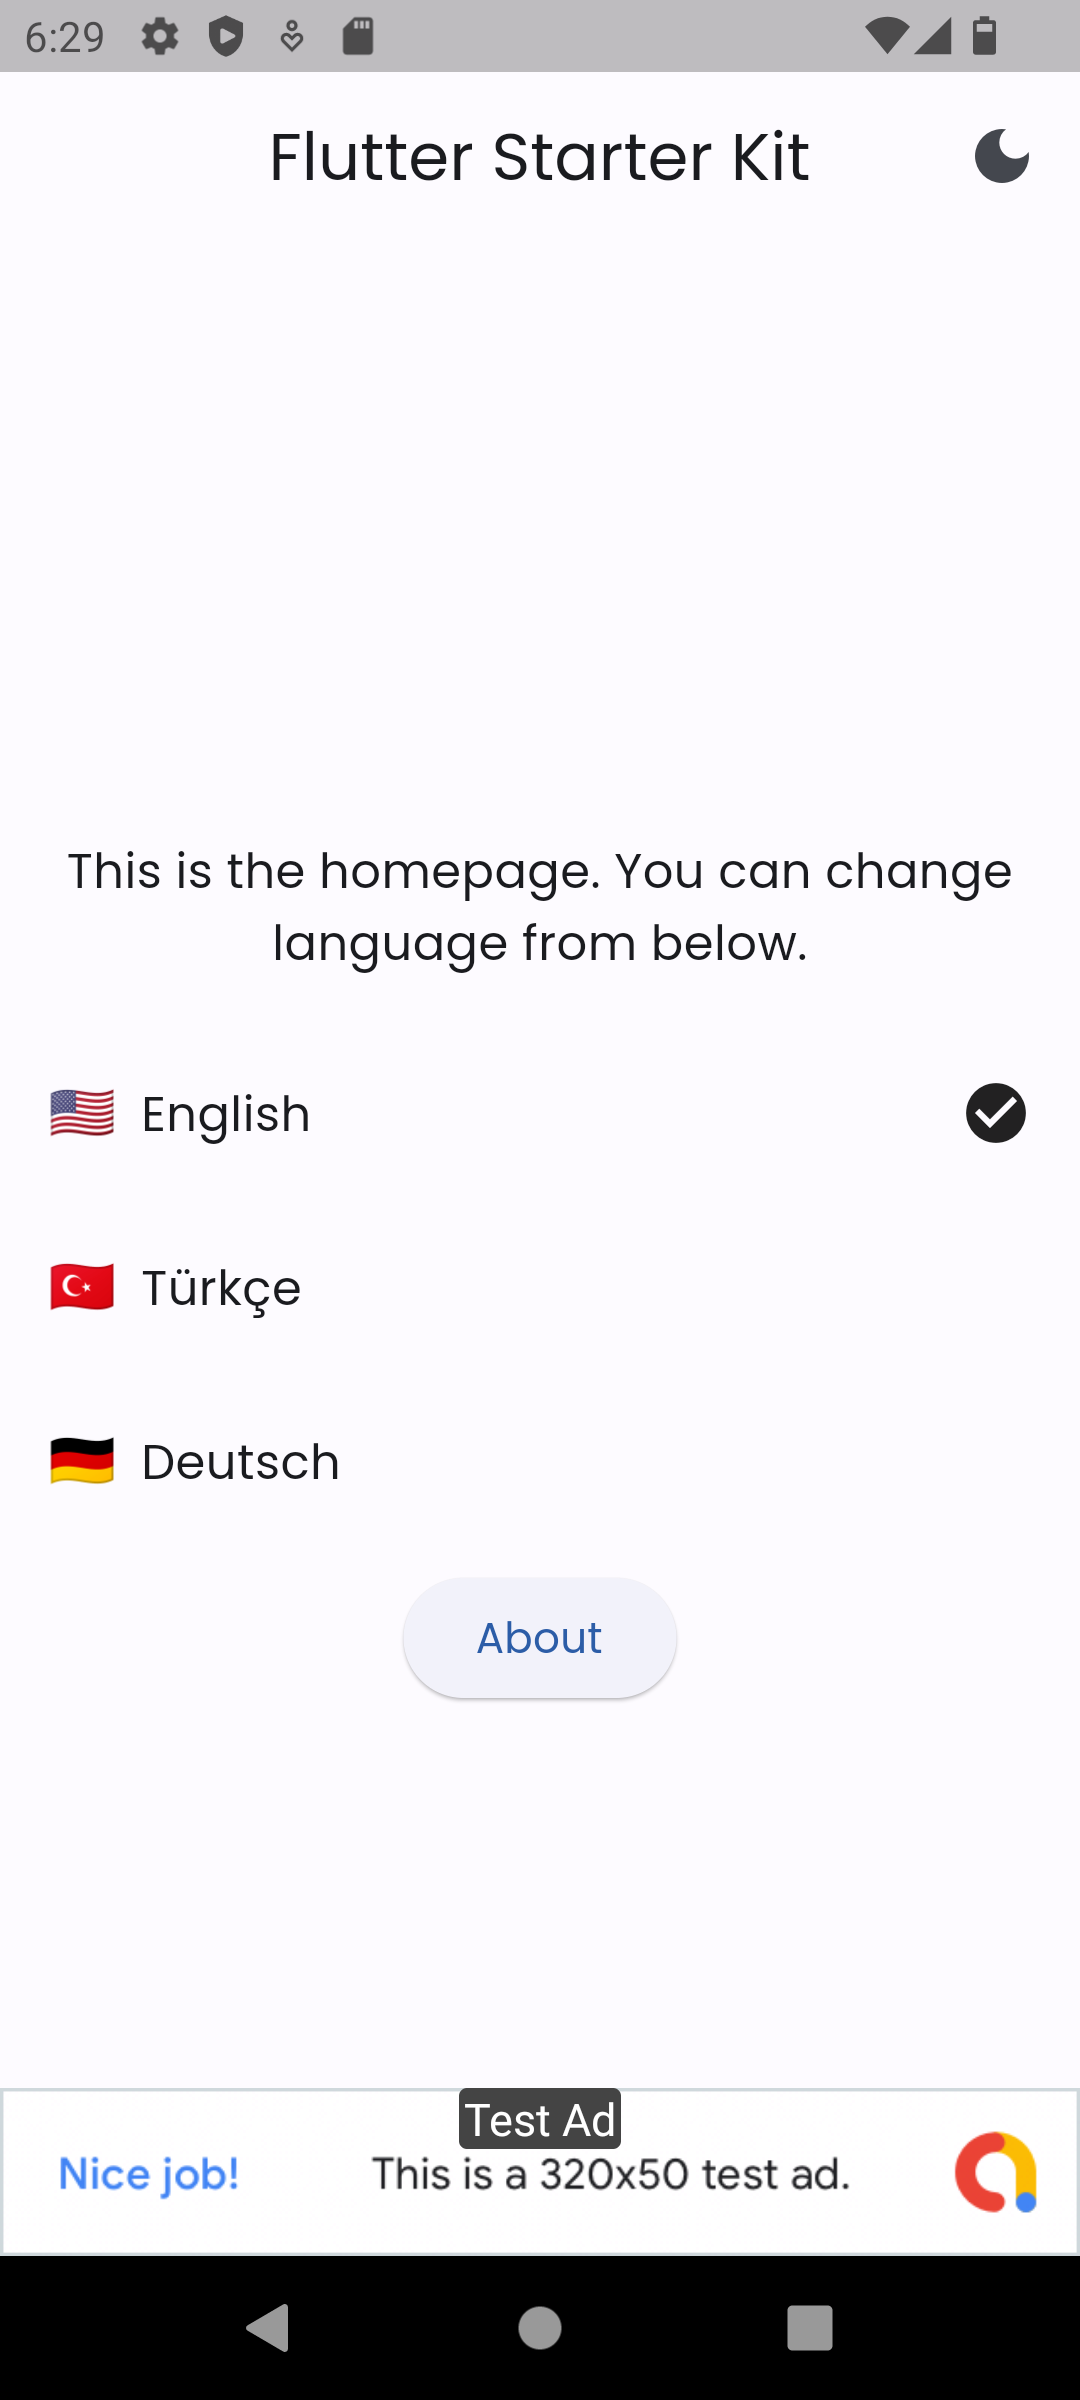 6:29
Flutter Starter Kit
This is the homepage. You can change
language from below.
English
Türkçe
Deutsch
About
Test Ad
Nice job!
This is a 320x50 test ad.